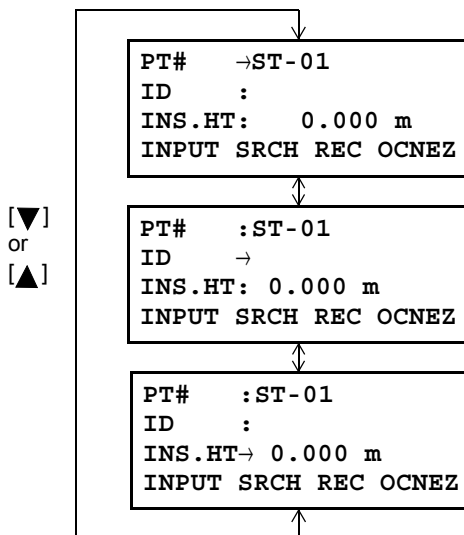 PT# →ST-01
ID :
INS.HT: 0.000 m
INPUT SRCH REC OCNEZ
[▼]
or
[▲]
PT# :ST-01
ID →
INS.HT: 0.000 m
INPUT SRCH REC OCNEZ
PT# :ST-01
ID :
INS.HT→ 0.000 m
INPUT SRCH REC OCNEZ